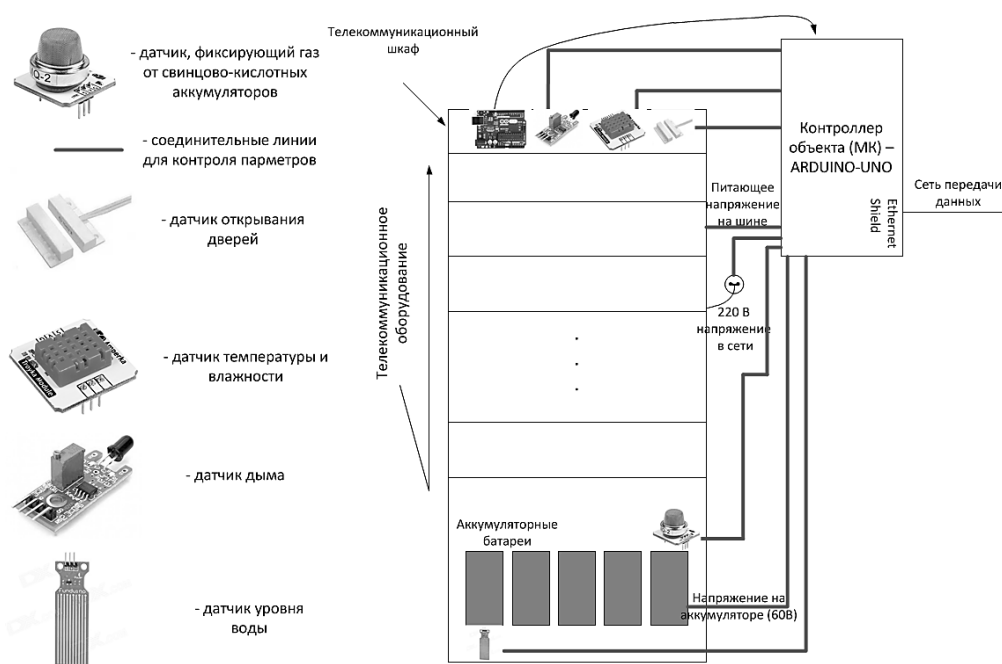 - датчик, фиксирующий газ
от свинцово-кислотных
аккумуляторов
- соединительные линии
для контроля парметров
- датчик открывания
дверей
- датчик температуры и
влажности
- датчик дыма
- датчик уровня
воды
Телекоммуникационный
шкаф
Телекоммуникационное
оборудование
Контроллер
объекта (МК) –
ARDUINO-UNO
Ethernet
Shield
Сеть передачи
данных
Питающее
напряжение
на шине
220 В
напряжение
в сети
Аккумуляторные
батареи
Напряжение на
аккумуляторе (60В)